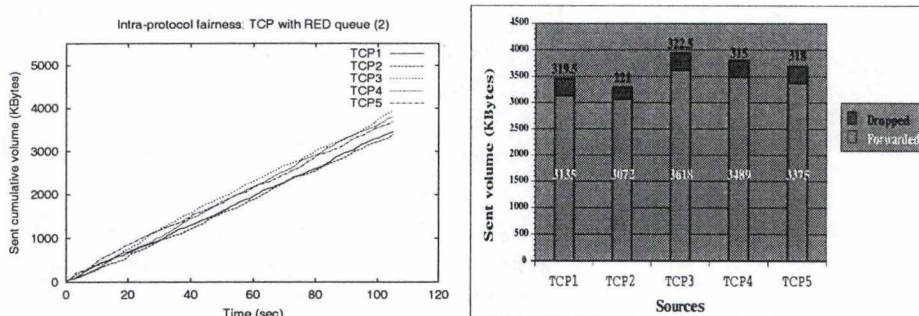 Intra-protocol fairness: TCP with RED queue (2)
Sent cumulative volume (KBytes)
5000
4000
3000
2000
1000
0
TCP1
TCP2
TCP3
TCP4
TCP5
0 20 40 60 80 100 120
Time (sec)
Sent volume (KBytes)
4500
4000
3500
3000
2500
2000
1500
1000
500
0
319.5 221 322.5 315 318
3135 3072 3618 3489 3375
TCP1 TCP2 TCP3 TCP4 TCP5
Sources
Dropped
Forwarded